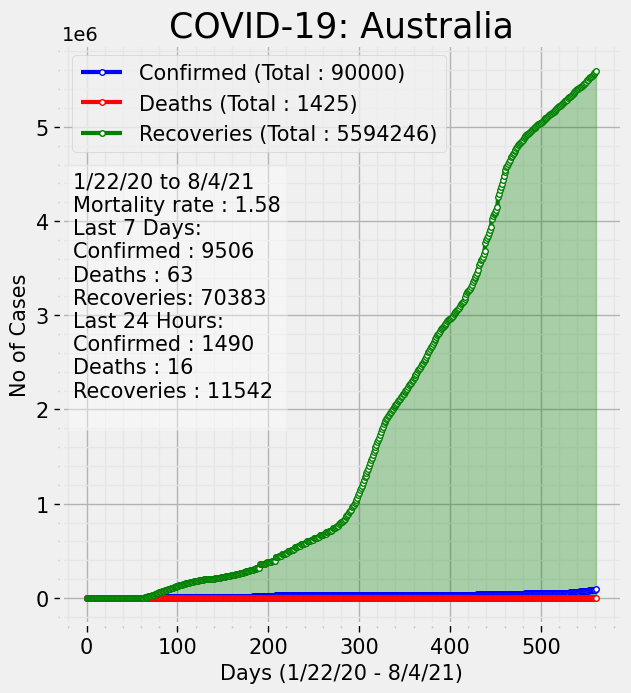 COVID-19: Australia
1e6
Confirmed (Total : 90000)
Deaths (Total : 1425)
Recoveries (Total : 5594246)
1/22/20 to 8/4/21
Mortality rate : 1.58
Last 7 Days:
Confirmed : 9506
Deaths : 63
Recoveries: 70383
Last 24 Hours:
Confirmed : 1490
Deaths : 16
Recoveries : 11542
No of Cases
5
4
3
2
1
0
0 100 200 300 400 500
Days (1/22/20 - 8/4/21)